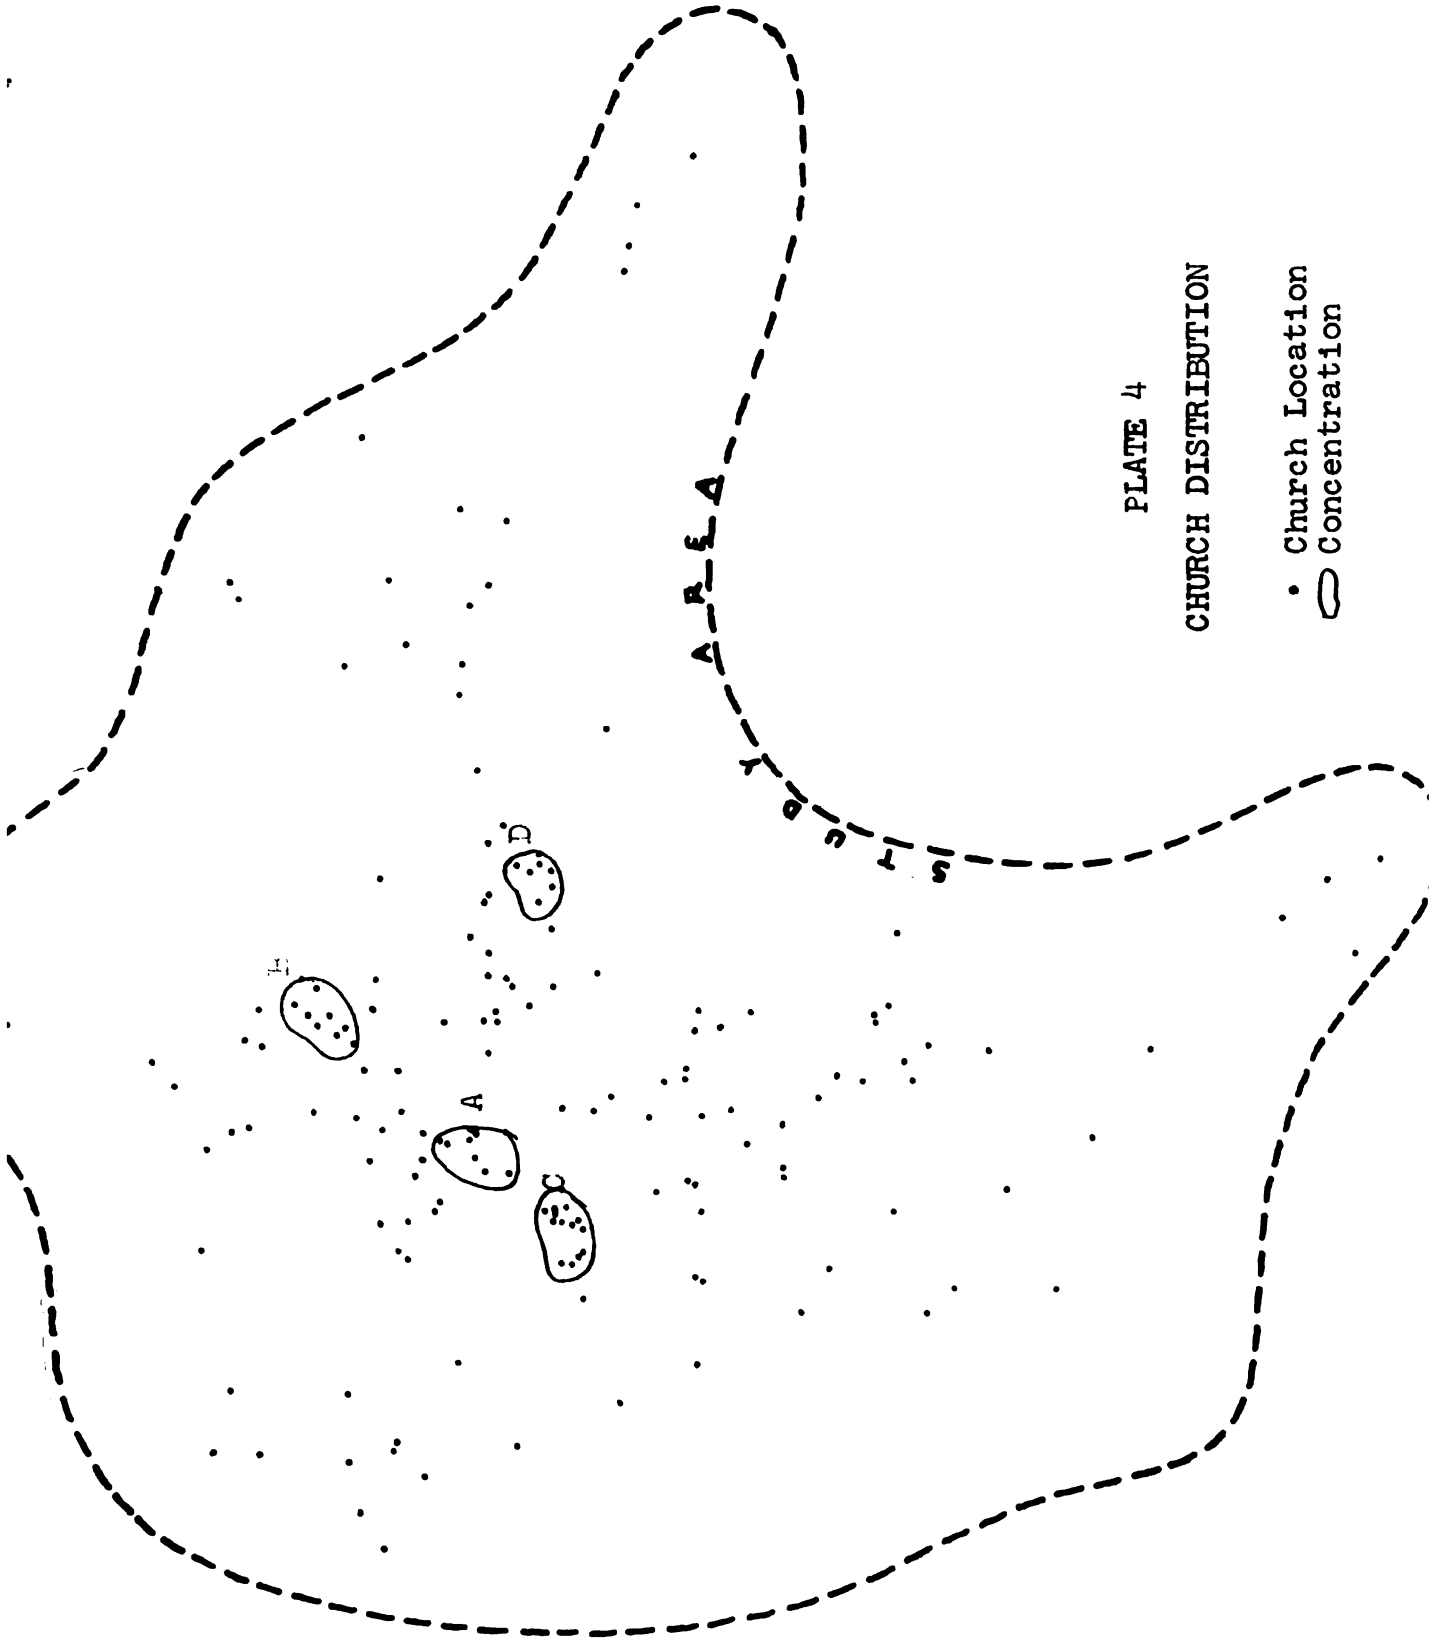 PLATE 4
CHURCH DISTRIBUTION
Church Location
Concentration
STUDY AREA
A
C
D